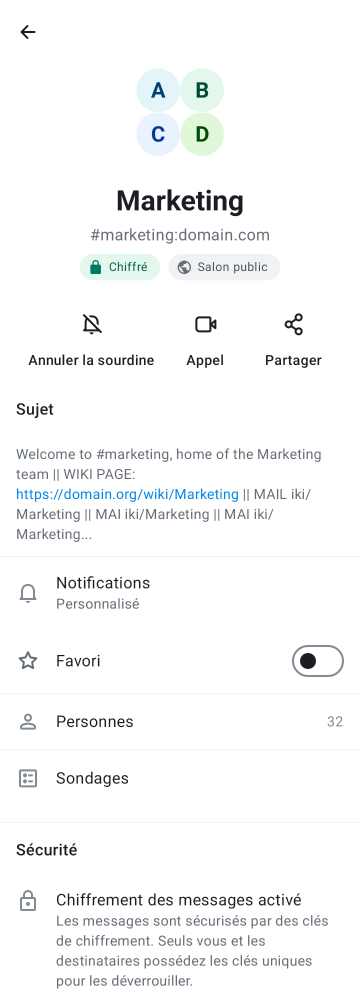 A B
C D
Marketing
#marketing:domain.com
Chiffré Salon public
Annuler la sourdine Appel Partager
Sujet
Welcome to #marketing, home of the Marketing
team || WIKI PAGE:
https://domain.org/wiki/Marketing || MAIL iki/
Marketing || MAI iki/Marketing || MAI iki/
Marketing...
Notifications
Personnalisé
Favori
Personnes 32
Sondages
Sécurité
Chiffrement des messages activé
Les messages sont sécurisés par des clés
de chiffrement. Seuls vous et les
destinataires possédez les clés uniques
pour les déverrouiller.